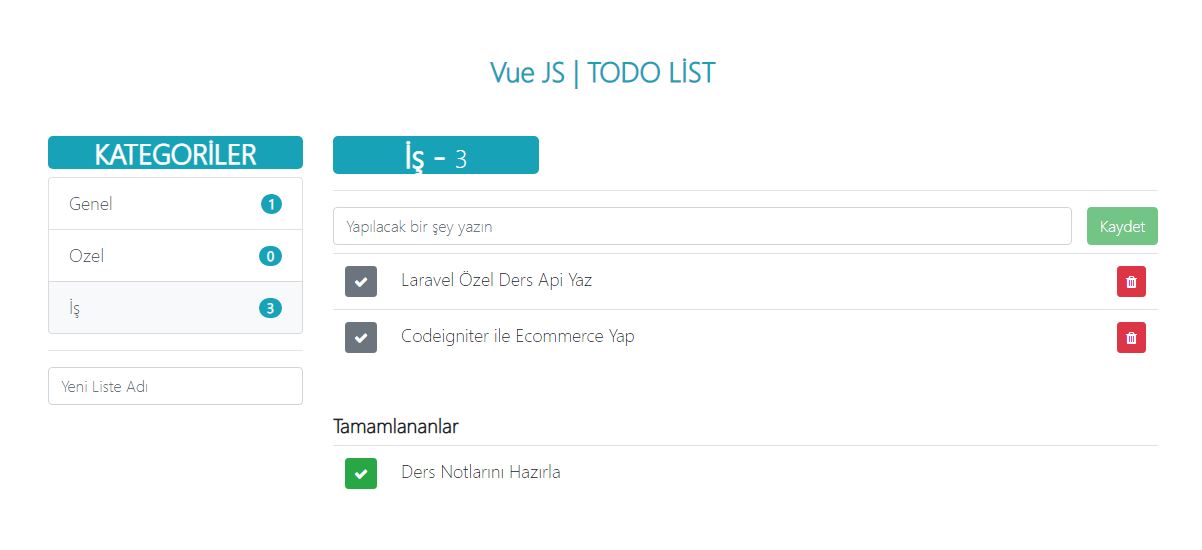 Vue JS | TODO LİST
KATEGORİLER
Genel 1
Ozel 0
İş 3
Yeni Liste Adı
İş - 3
Yapılacak bir şey yazın Kaydet
Laravel Özel Ders Api Yaz
Codeigniter ile Ecommerce Yap
Tamamlananlar
Ders Notlarını Hazırla